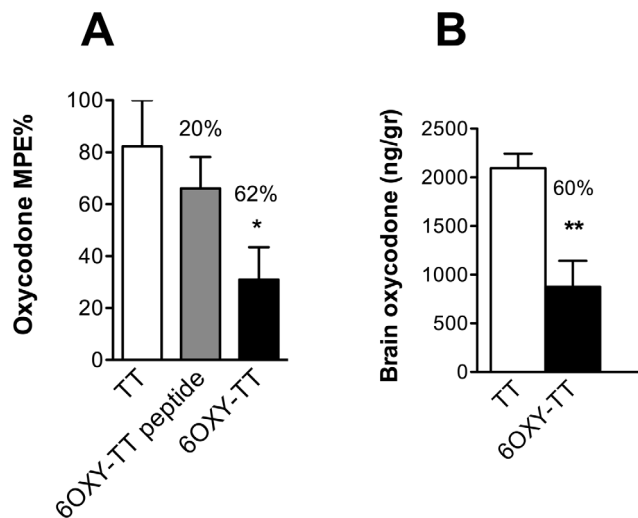 A
Oxycodone MPE%
100
80
60
40
20
0
20%
62%
*
TT
6OXY-TT peptide
6OXY-TT
B
Brain oxycodone (ng/gr)
2500
2000
1500
1000
500
0
60%
**
TT
6OXY-TT